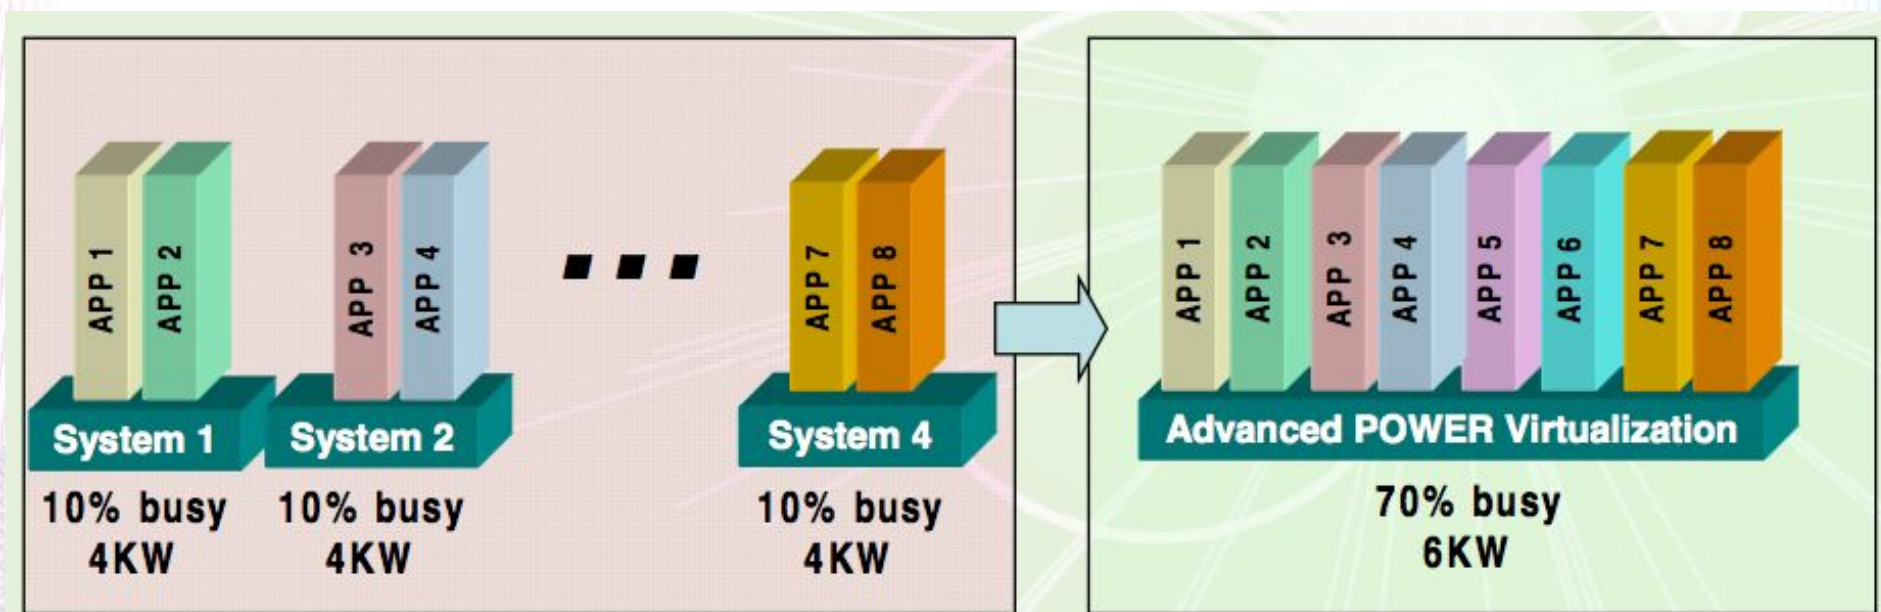 APP 1
APP 2
System 1
10% busy
4KW
APP 3
APP 4
System 2
10% busy
4KW
APP 7
APP 8
System 4
10% busy
4KW
APP 1
APP 2
APP 3
APP 4
APP 5
APP 6
APP 7
APP 8
Advanced POWER Virtualization
70% busy
6KW